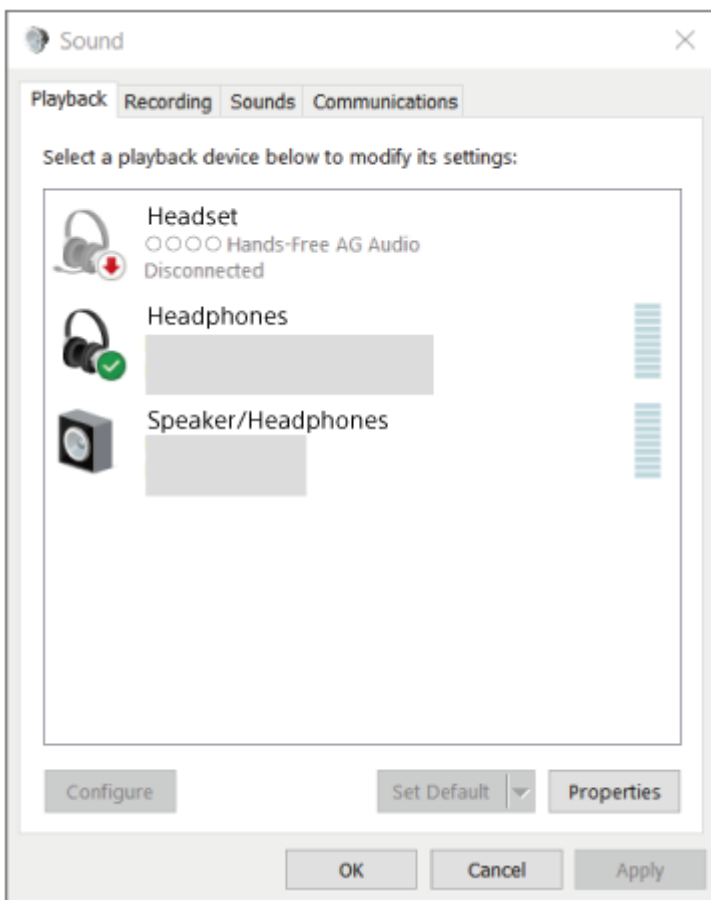 Sound
Playback Recording Sounds Communications
Select a playback device below to modify its settings:
Headset
○○○○ Hands-Free AG Audio
Disconnected
Headphones
Speaker/Headphones
Configure Set Default Properties
OK Cancel Apply